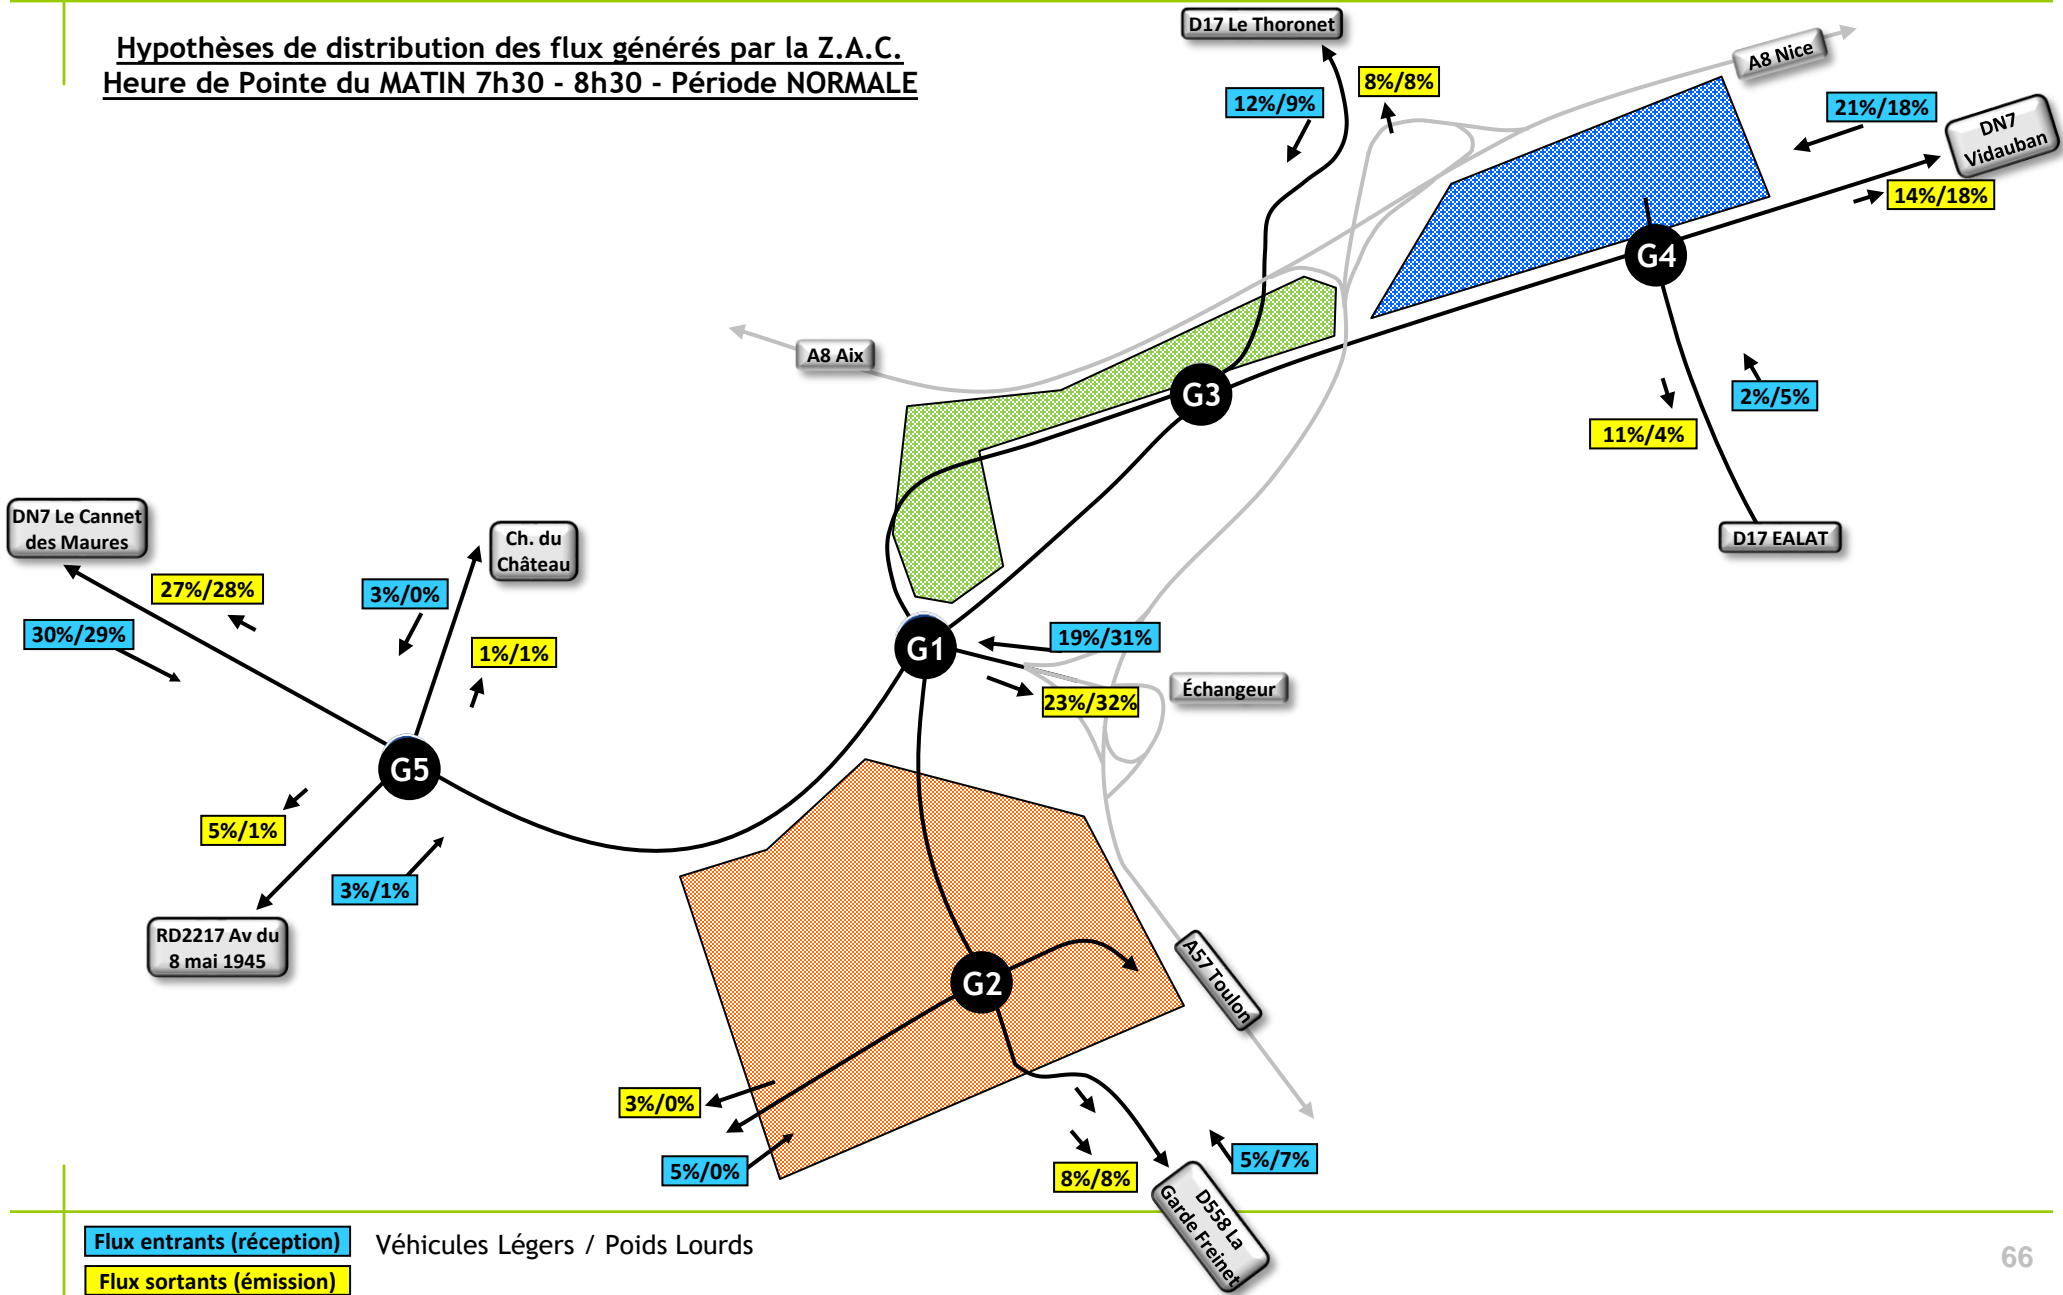 Hypothèses de distribution des flux générés par la Z.A.C.
Heure de Pointe du MATIN 7h30 - 8h30 - Période NORMALE
D17 Le Thoronet
A8 Nice
8%/8%
12%/9%
21%/18%
DN7
Vidauban
14%/18%
G4
A8 Aix
G3
2%/5%
11%/4%
D17 EALAT
DN7 Le Cannet
des Maures
Ch. du
Château
27%/28%
3%/0%
30%/29%
1%/1%
19%/31%
G1
Échangeur
23%/32%
G5
5%/1%
3%/1%
RD2217 Av du
8 mai 1945
A57 Toulon
G2
3%/0%
5%/0%
8%/8%
5%/7%
D558 La
Garde Freinet
Flux entrants (réception)
Véhicules Légers / Poids Lourds
Flux sortants (émission)
66